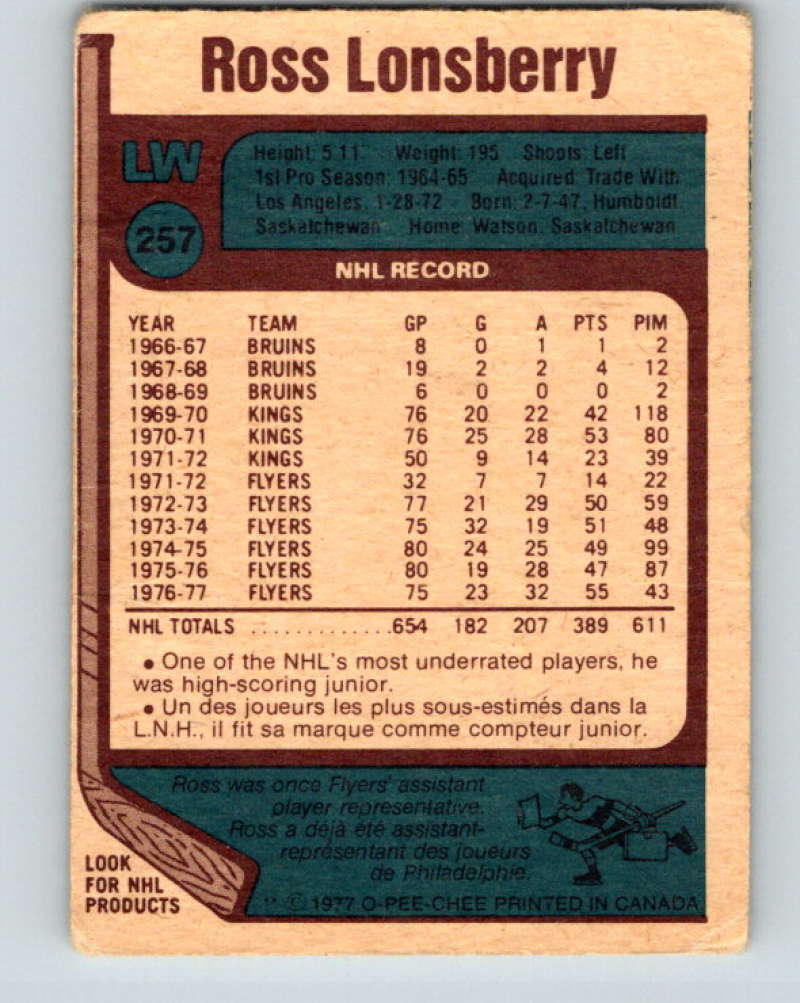 Ross Lonsberry
LW
257
Height: 5.11" Weight: 195 Shoots: Left
1st Pro Season: 1964-65 Acquired: Trade With
Los Angeles, 1-28-72 Born: 2-7-47, Humboldt
Saskatchewan Home: Watson, Saskatchewan
NHL RECORD
YEAR TEAM GP G A PTS PIM
1966-67 BRUINS 8 0 1 1 2
1967-68 BRUINS 19 2 2 4 12
1968-69 BRUINS 6 0 0 0 2
1969-70 KINGS 76 20 22 42 118
1970-71 KINGS 76 25 28 53 80
1971-72 KINGS 50 9 14 23 39
1971-72 FLYERS 32 7 7 14 22
1972-73 FLYERS 77 21 29 50 59
1973-74 FLYERS 75 32 19 51 48
1974-75 FLYERS 80 24 25 49 99
1975-76 FLYERS 80 19 28 47 87
1976-77 FLYERS 75 23 32 55 43
NHL TOTALS .............654 182 207 389 611
• One of the NHL's most underrated players, he
was high-scoring junior.
• Un des joueurs les plus sous-estimés dans la
L.N.H., il fit sa marque comme compteur junior.
Ross was once Flyers' assistant
player representative.
Ross a déjà été assistant-
représentant des joueurs
de Philadelphie.
LOOK
FOR NHL
PRODUCTS
** © 1977 O-PEE-CHEE PRINTED IN CANADA